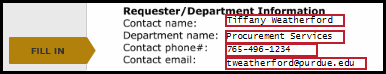 Requester/Department Information
Contact name: Tiffany Weatherford
Department name: Procurement Services
FILL IN
Contact phone#: 765-496-1234
Contact email: tweatherford@purdue.edu